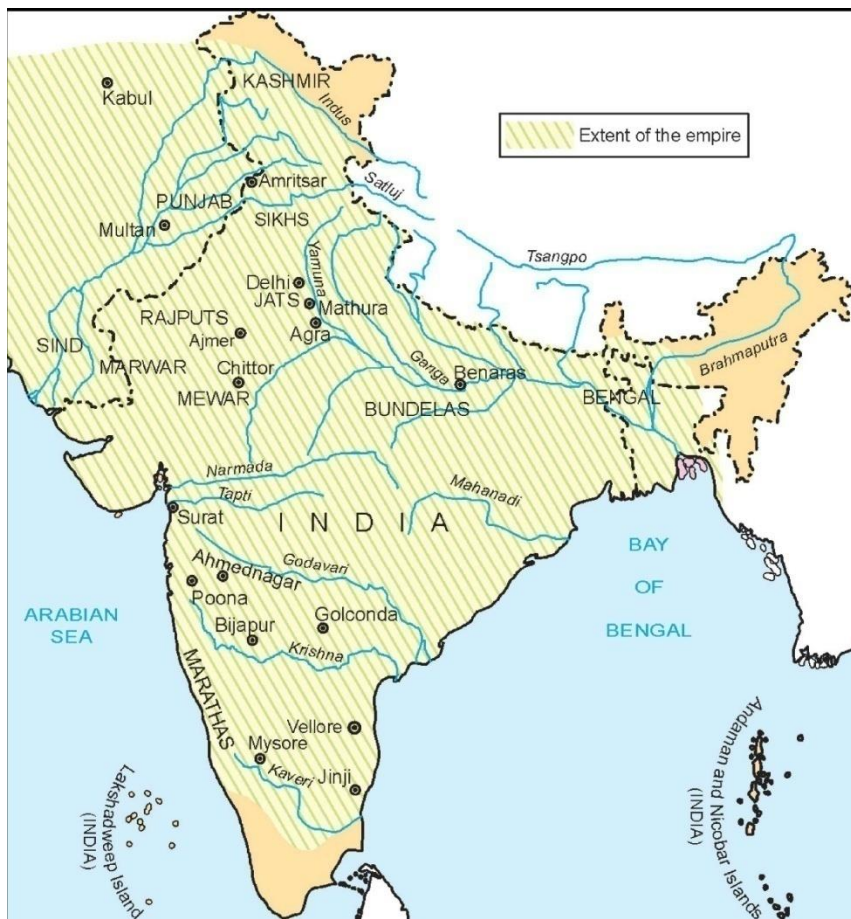 KASHMIR
Kabul
Indus
Extent of the empire
Amritsar
Satluj
PUNJAB
Multan
SIKHS
Tsangpo
Yamuna
Delhi
JATS
Mathura
RAJPUTS
Agra
Ajmer
SIND
MARWAR
Brahmaputra
Ganga
Benaras
Chittor
MEWAR
BUNDELAS
BENGAL
Narmada
Mahanadi
Tapti
Surat
INDIA
Godavari
BAY
OF
BENGAL
Ahmednagar
Poona
Golconda
ARABIAN
SEA
Bijapur
Krishna
MARATHAS
Vellore
Mysore
Kaveri
Jinji
Andaman and Nicobar Islands
(INDIA)
Lakshadweep Island
(INDIA)